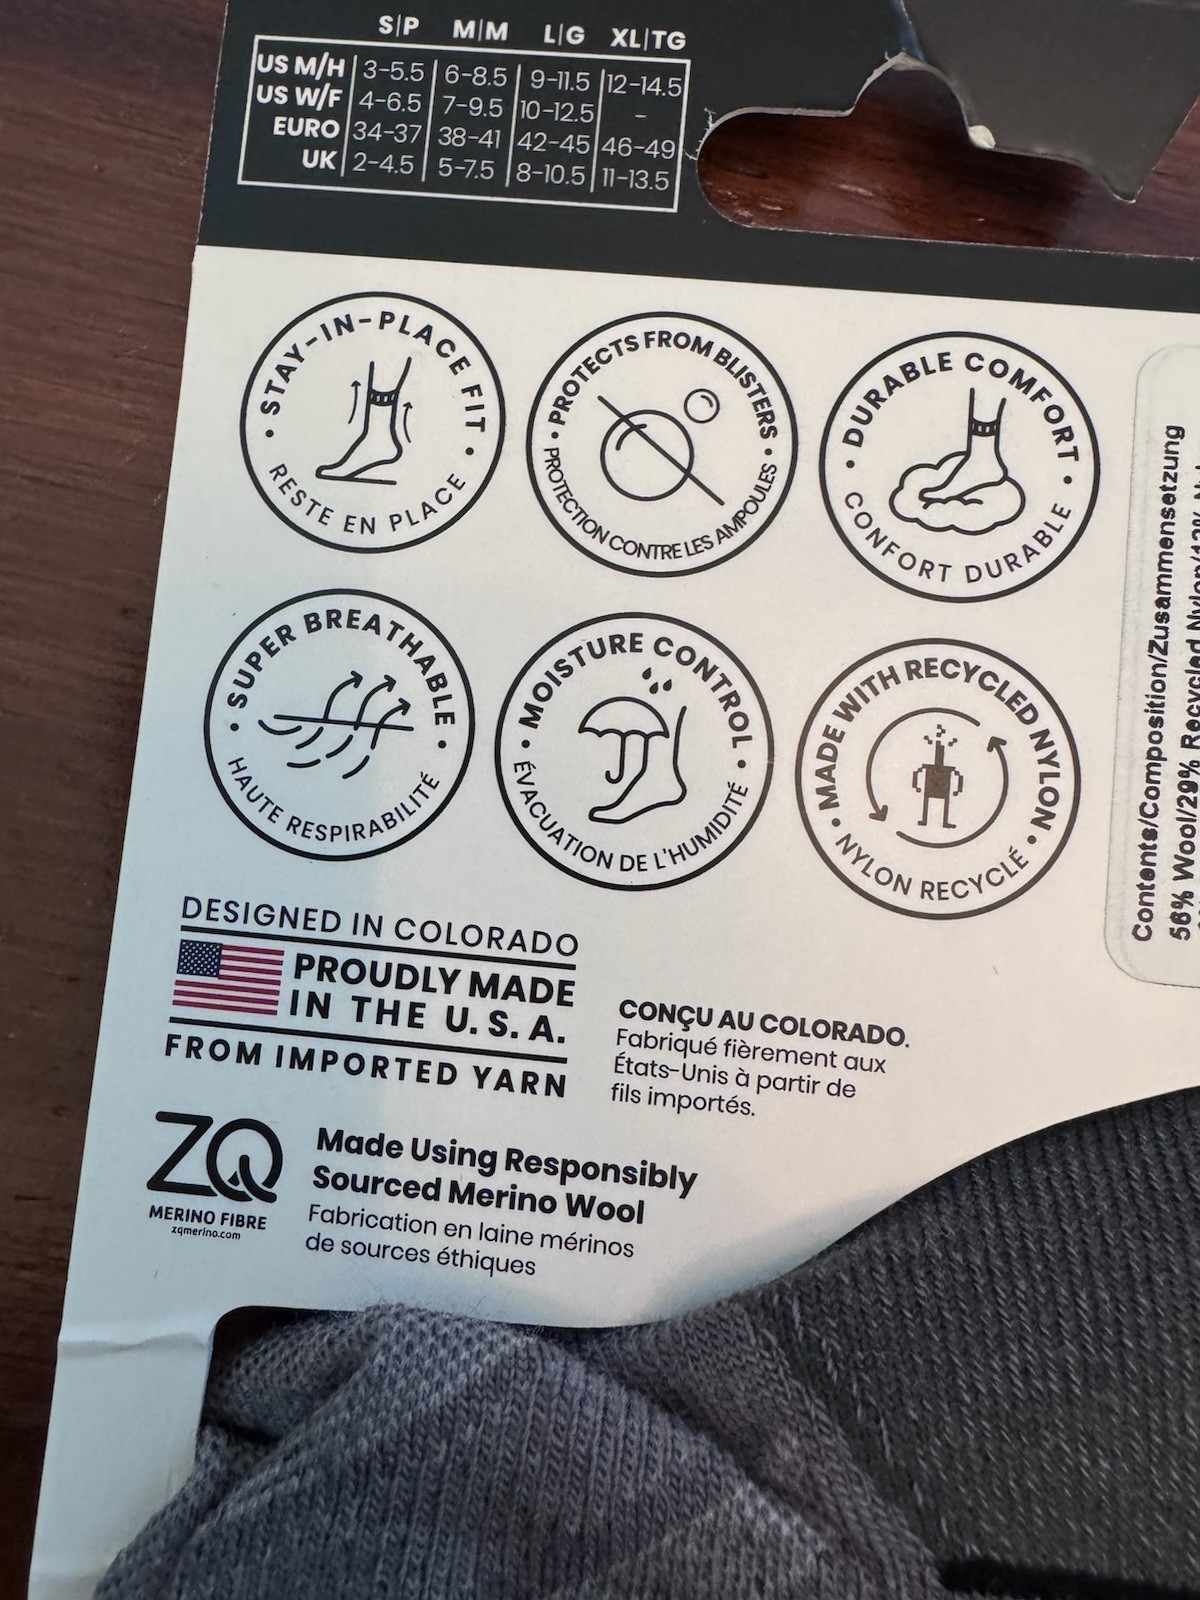 S|P M|M L|G XL|TG
US M/H 3-5.5 6-8.5 9-11.5 12-14.5
US W/F 4-6.5 7-9.5 10-12.5 -
EURO 34-37 38-41 42-45 46-49
UK 2-4.5 5-7.5 8-10.5 11-13.5
• STAY-IN-PLACE FIT •
RESTE EN PLACE
• PROTECTS FROM BLISTERS •
PROTECTION CONTRE LES AMPOULES
• DURABLE COMFORT •
CONFORT DURABLE
• SUPER BREATHABLE •
HAUTE RESPIRABILITÉ
• MOISTURE CONTROL •
ÉVACUATION DE L'HUMIDITÉ
• MADE WITH RECYCLED NYLON •
NYLON RECYCLÉ
Contents/Composition/Zusammensetzung
56% Wool/29% Recycled Nylon/13%
DESIGNED IN COLORADO
PROUDLY MADE
IN THE U.S.A.
FROM IMPORTED YARN
CONÇU AU COLORADO.
Fabriqué fièrement aux
États-Unis à partir de
fils importés.
ZQ
MERINO FIBRE
zqmerino.com
Made Using Responsibly
Sourced Merino Wool
Fabrication en laine mérinos
de sources éthiques